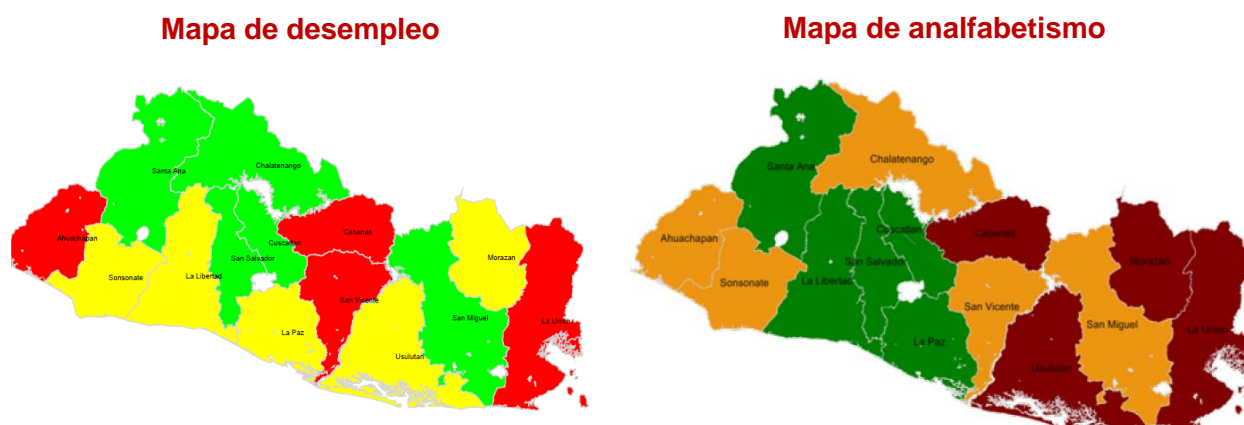 Mapa de desempleo
Mapa de analfabetismo
Santa Ana
Chalatenango
Ahuachapan
Sonsonate
La Libertad
San Salvador
Cuscatlan
Cabanas
San Vicente
La Paz
Usulutan
San Miguel
Morazan
La Union
Santa Ana
Chalatenango
Ahuachapan
Sonsonate
La Libertad
San Salvador
Cuscatlan
Cabanas
San Vicente
La Paz
Usulutan
San Miguel
Morazan
La Union